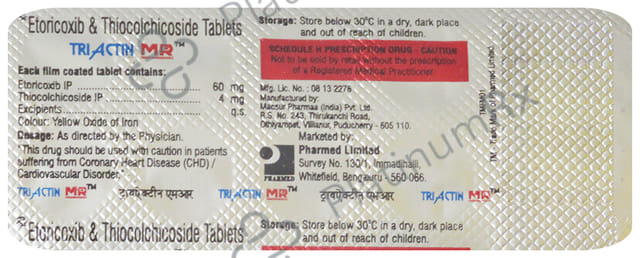 Etoricoxib & Thiocolchicoside Tablets
TRIACTIN MR™
Each film coated tablet contains:
Etoricoxib IP 60 mg
Thiocolchicoside IP 4 mg
Excipients q.s.
Colour: Yellow Oxide of Iron
Dosage: As directed by the Physician.
"This drug should be used with caution in patients
suffering from Coronary Heart Disease (CHD) /
Cardiovascular Disorder."
Storage: Store below 30°C in a dry, dark place
and out of reach of children.
SCHEDULE H PRESCRIPTION DRUG - CAUTION
Not to be sold by retail without the prescription
of a Registered Medical Practitioner
Mfg. Lic. No. : 08 13 2276
Manufactured by:
Macsur Pharmaa (India) Pvt. Ltd.
R.S. No. 243, Thirukanchi Road,
Othiyampet, Villianur, Puducherry - 605 110.
Marketed by:
PHARMED
Pharmed Limited
Survey No. 130/1, Immadihalli,
Whitefield, Bengaluru - 560 066.
TM - Trade Mark of Pharmed Limited
TRIACTIN MR™ ट्रायऐक्टीन एमआर TRIACTIN MR™ ट्रायऐक्टीन एमआर TRIACTIN MR™
Etoricoxib & Thiocolchicoside Tablets
Storage: Store below 30°C in a dry, dark place
and out of reach of children.
Platinumrx